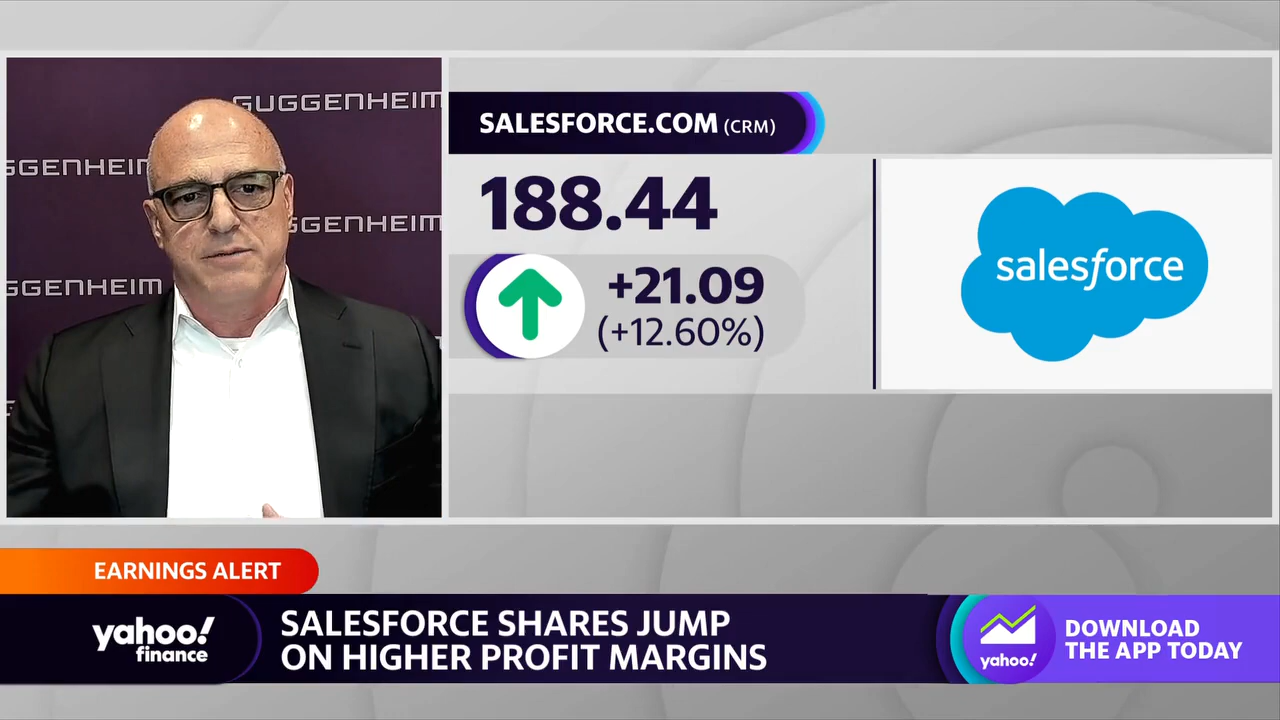 GUGGENHEIM
GGENHEIM
GGENHEIM
GGENHEIM
SALESFORCE.COM (CRM)
188.44
+21.09
(+12.60%)
salesforce
EARNINGS ALERT
yahoo!
finance
SALESFORCE SHARES JUMP
ON HIGHER PROFIT MARGINS
yahoo!
DOWNLOAD
THE APP TODAY